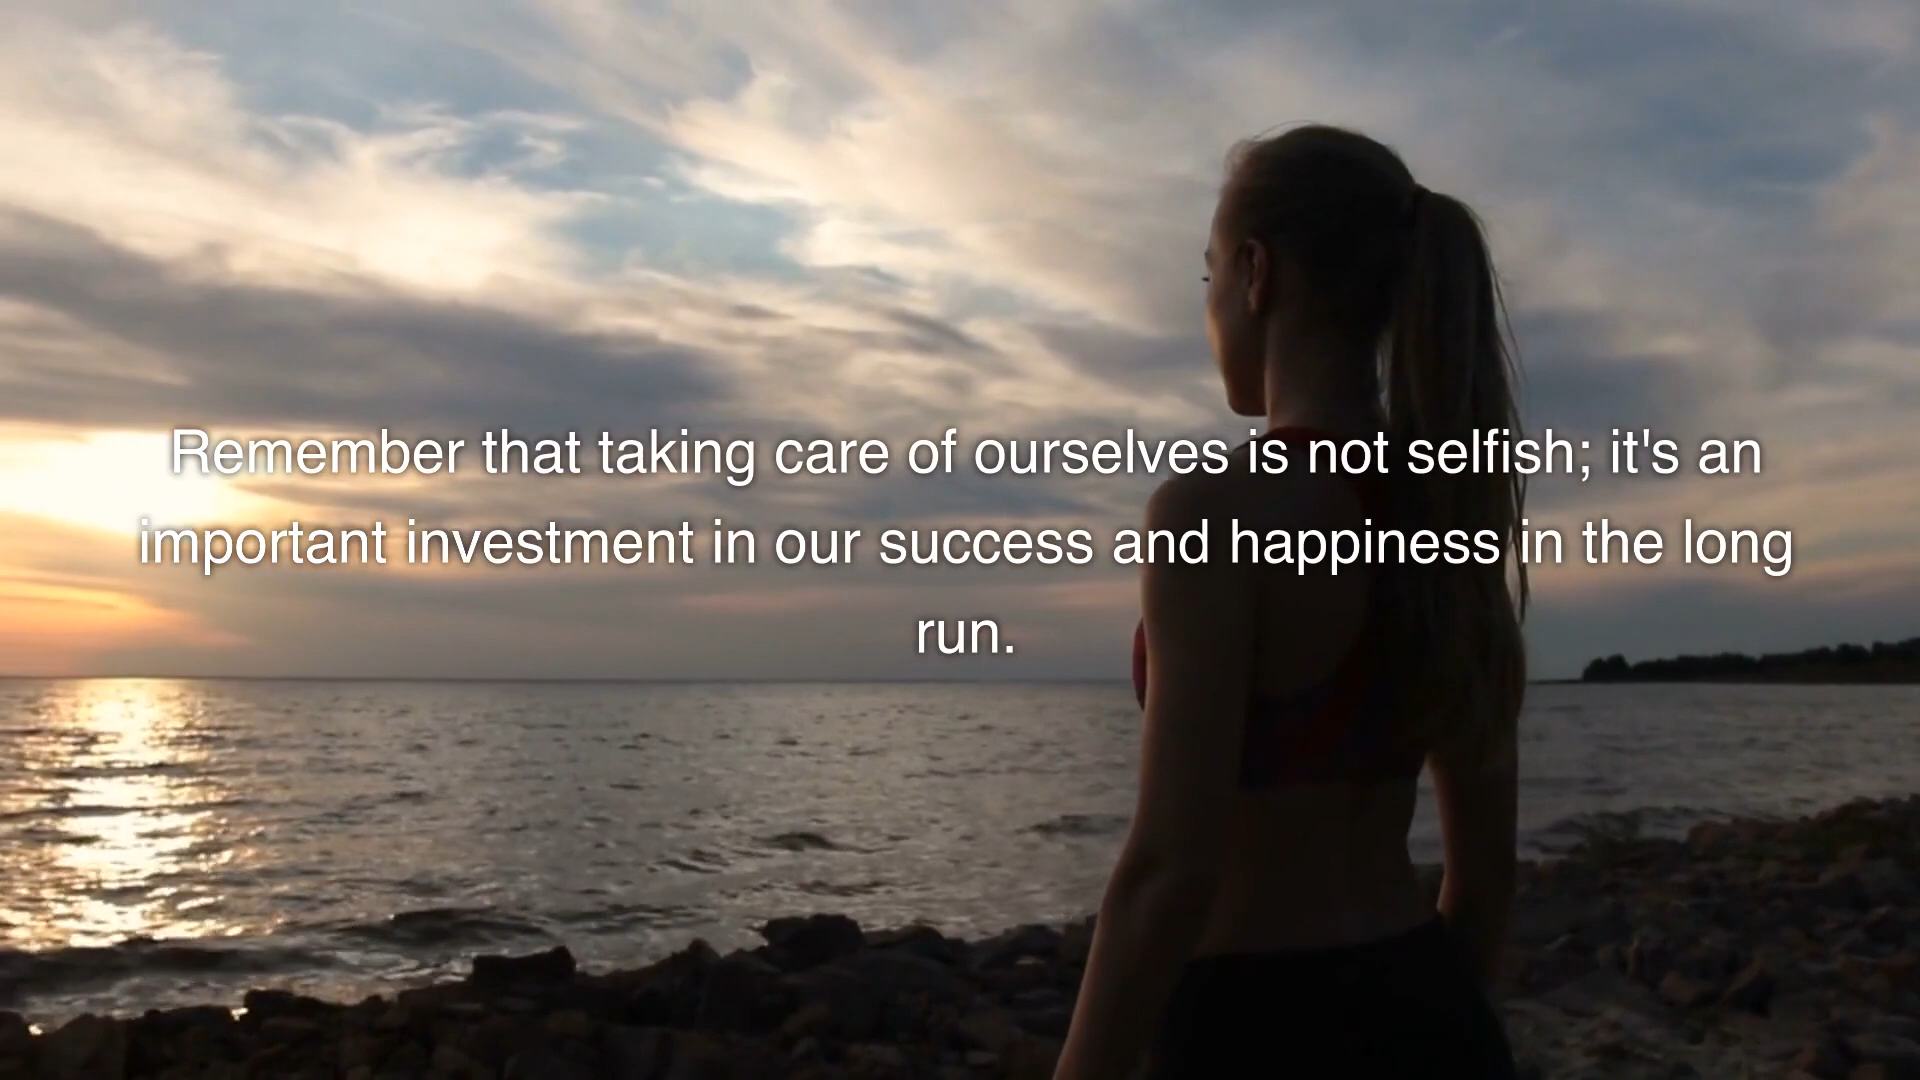 Remember that taking care of ourselves is not selfish; it's an
important investment in our success and happiness in the long
run.